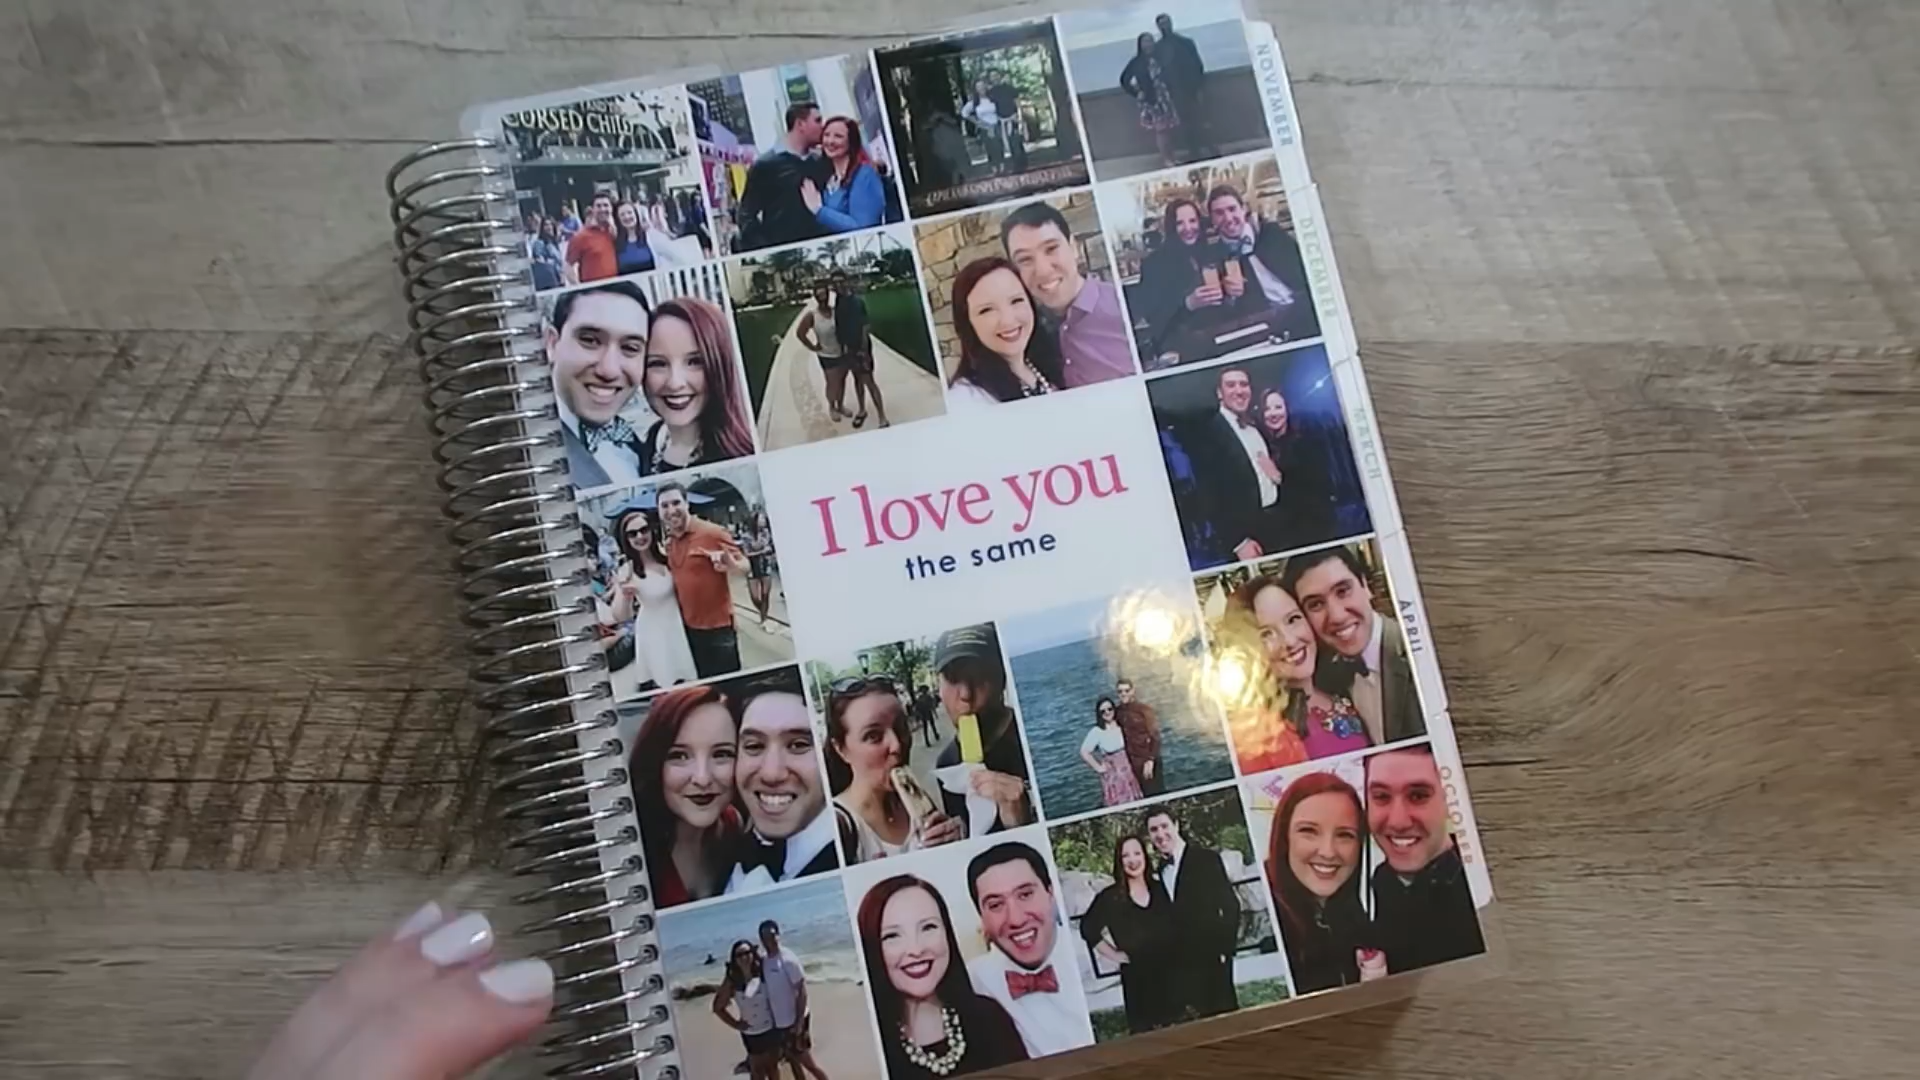 CURSED CHILD
I love you
the same
NOVEMBER
DECEMBER
MARCH
APRIL
OCTOBER